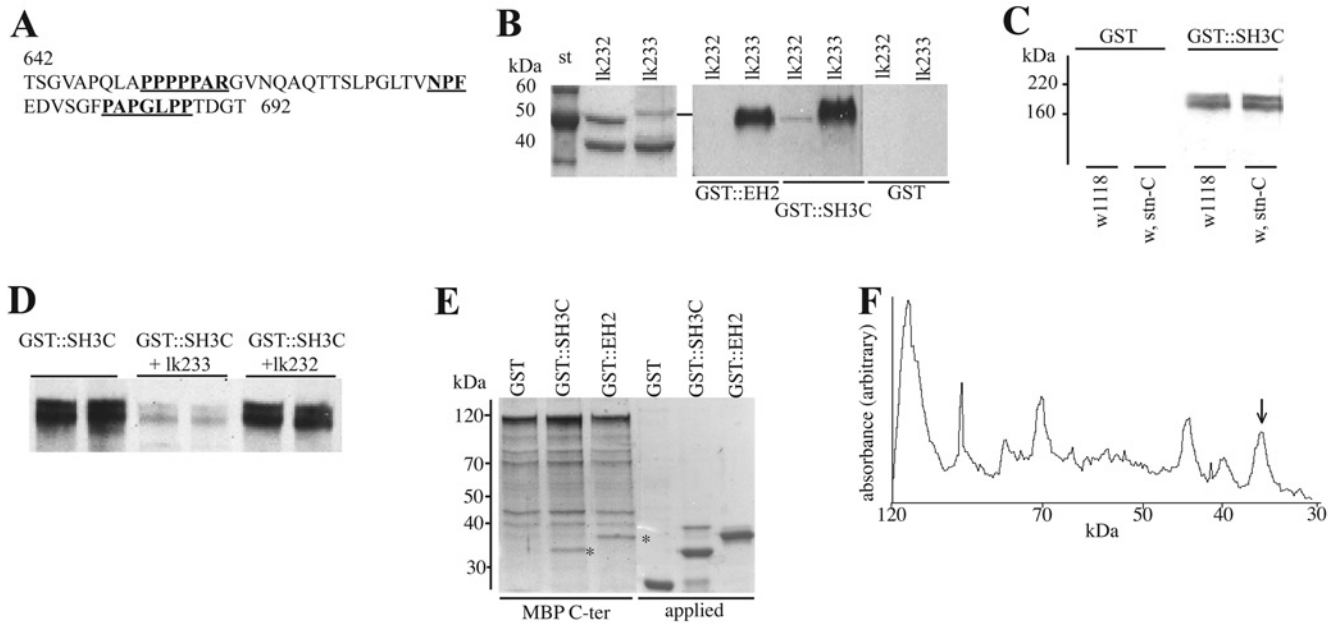 A
642
TSGVAPQLAPPPPPARGVNQAQTTSLPGLTVNPF
EDVSGFPAPGLPPTDGT 692
B
kDa
st
lk232
lk233
lk232
lk233
lk232
lk233
lk232
lk233
60
50
40
GST::EH2
GST::SH3C
GST
C
kDa
GST
GST::SH3C
220
160
w1118
w, stn-C
w1118
w, stn-C
D
GST::SH3C
GST::SH3C
+ lk233
GST::SH3C
+lk232
E
kDa
GST
GST::SH3C
GST::EH2
GST
GST::SH3C
GST::EH2
120
70
50
40
30
*
*
MBP C-ter
applied
F
absorbance (arbitrary)
120
70
50
40
30
kDa